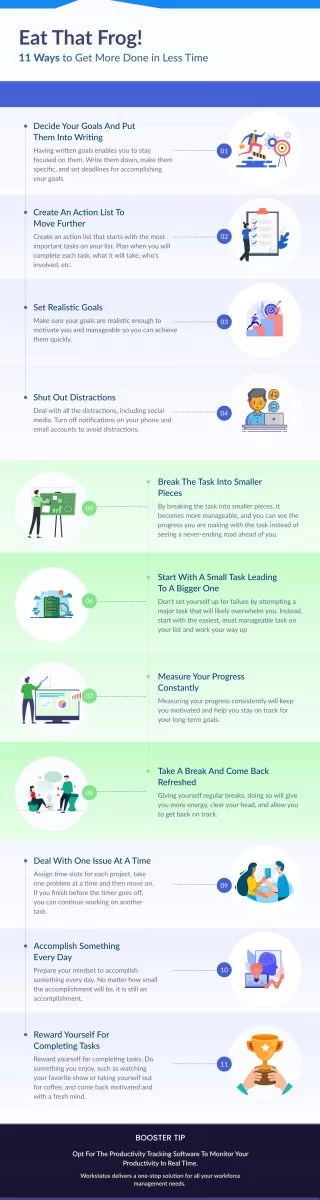 Eat That Frog!
11 Ways to Get More Done in Less Time
Decide Your Goals And Put
Them Into Writing
Having written goals enables you to stay
focused on them. Write them down, make them
specific, and set deadlines for accomplishing
your goals.
01
Create An Action List To
Move Further
Create an action list that starts with the most
important tasks on your list. Plan when you will
complete each task, what it will take, who's
involved, etc.
02
Set Realistic Goals
Make sure your goals are realistic enough to
motivate you and manageable so you can achieve
them quickly.
03
Shut Out Distractions
Deal with all the distractions, including social
media. Turn off notifications on your phone and
email accounts to avoid distractions.
04
Break The Task Into Smaller
Pieces
05
By breaking the task into smaller pieces, it
becomes more manageable, and you can see the
progress you are making with the task instead of
seeing a never-ending road ahead of you.
Start With A Small Task Leading
To A Bigger One
06
Don't set yourself up for failure by attempting a
major task that will likely overwhelm you. Instead,
start with the easiest, most manageable task on
your list and work your way up
Measure Your Progress
Constantly
07
Measuring your progress consistently will keep
you motivated and help you stay on track for
your long-term goals.
Take A Break And Come Back
Refreshed
08
Giving yourself regular breaks, doing so will give
you more energy, clear your head, and allow you
to get back on track.
Deal With One Issue At A Time
Assign time slots for each project, take
one problem at a time and then move on.
If you finish before the timer goes off,
you can continue working on another
task.
09
Accomplish Something
Every Day
Prepare your mindset to accomplish
something every day. No matter how small
the accomplishment will be, it is still an
accomplishment.
10
Reward Yourself For
Completing Tasks
Reward yourself for completing tasks. Do
something you enjoy, such as watching
your favorite show or taking yourself out
for coffee, and come back motivated and
with a fresh mind.
11
BOOSTER TIP
Opt For The Productivity Tracking Software To Monitor Your
Productivity In Real Time.
Workstatus delivers a one-stop solution for all your workforce
management needs.